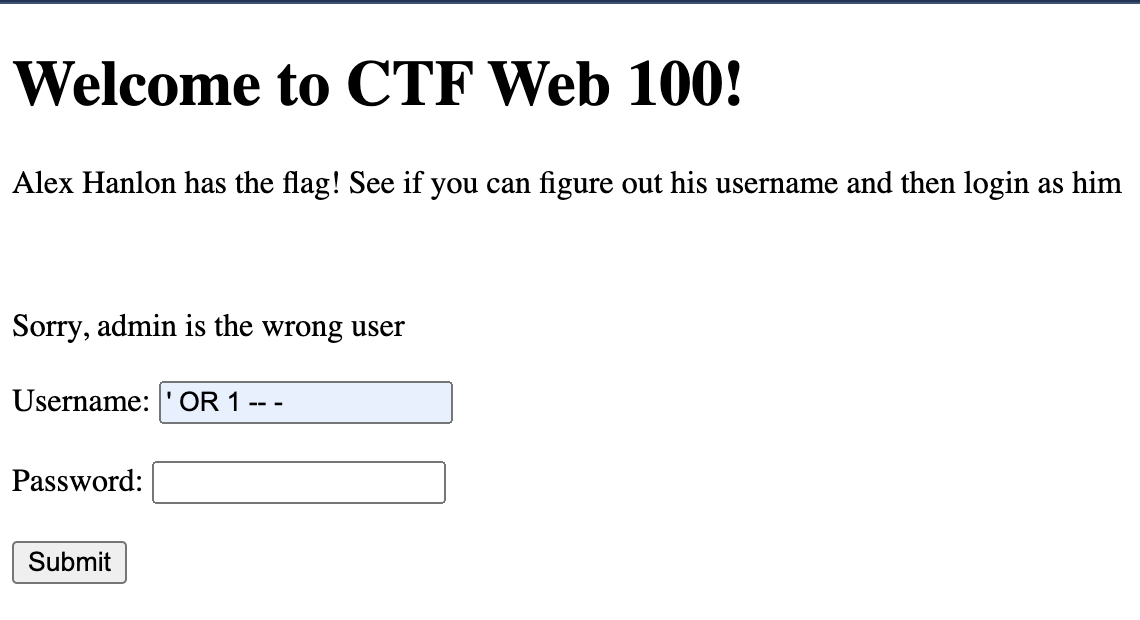 Welcome to CTF Web 100!
Alex Hanlon has the flag! See if you can figure out his username and then login as him
Sorry, admin is the wrong user
Username: ' OR 1 -- -
Password:
Submit